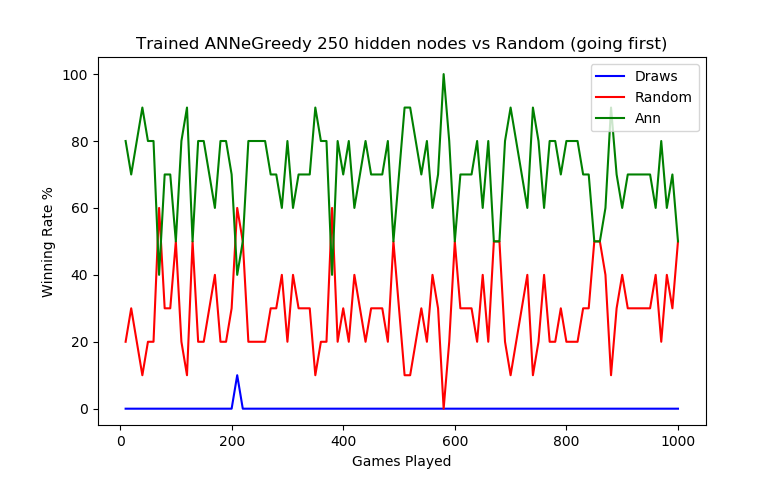 Trained ANNeGreedy 250 hidden nodes vs Random (going first)
Draws
Random
Ann
Winning Rate %
100
80
60
40
20
0
0 200 400 600 800 1000
Games Played